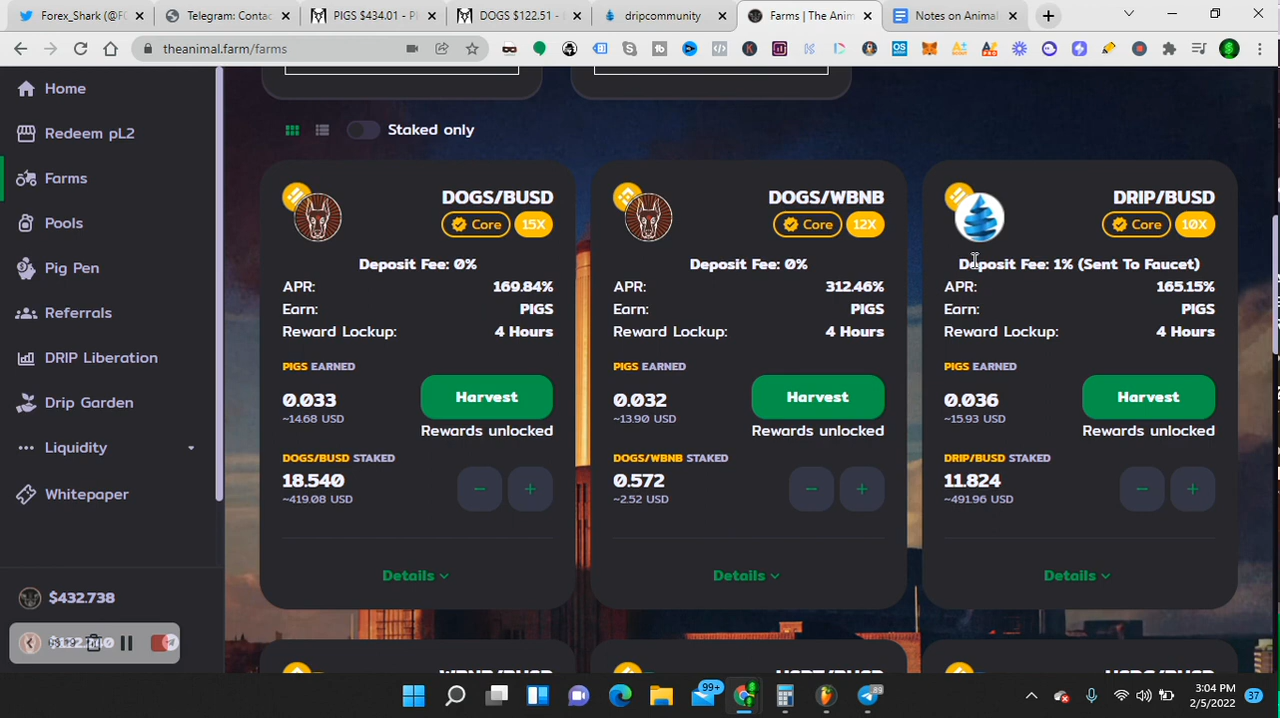 Forex_Shark (@FC
Telegram: Contac
PIGS $434.01 - P
DOGS $122.51 -
dripcommunity
Farms | The Anim
Notes on Animal
theanimal.farm/farms
Home
Redeem pL2
Farms
Pools
Pig Pen
Referrals
DRIP Liberation
Drip Garden
Liquidity
Whitepaper
$432.738
Staked only
DOGS/BUSD
Core 15X
Deposit Fee: 0%
APR: 169.84%
Earn: PIGS
Reward Lockup: 4 Hours
PIGS EARNED
0.033
~14.68 USD
Harvest
Rewards unlocked
DOGS/BUSD STAKED
18.540
~419.08 USD
Details
DOGS/WBNB
Core 12X
Deposit Fee: 0%
APR: 312.46%
Earn: PIGS
Reward Lockup: 4 Hours
PIGS EARNED
0.032
~13.90 USD
Harvest
Rewards unlocked
DOGS/WBNB STAKED
0.572
~2.52 USD
Details
DRIP/BUSD
Core 10X
Deposit Fee: 1% (Sent To Faucet)
APR: 165.15%
Earn: PIGS
Reward Lockup: 4 Hours
PIGS EARNED
0.036
~15.93 USD
Harvest
Rewards unlocked
DRIP/BUSD STAKED
11.824
~491.96 USD
Details
99+
89
3:04 PM
2/5/2022
37